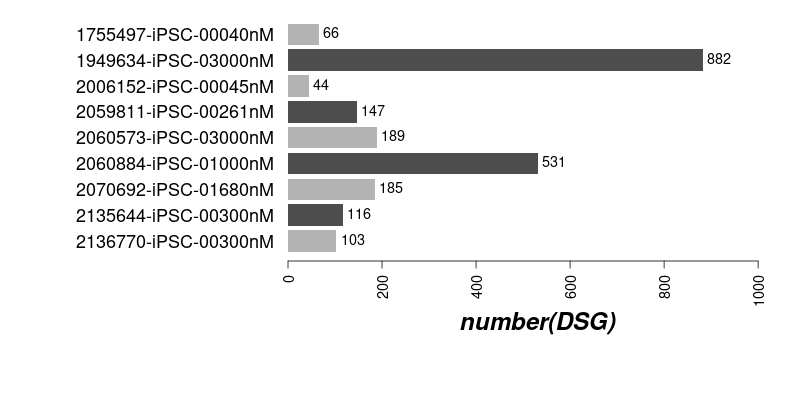 1755497-iPSC-00040nM 66
1949634-iPSC-03000nM 882
2006152-iPSC-00045nM 44
2059811-iPSC-00261nM 147
2060573-iPSC-03000nM 189
2060884-iPSC-01000nM 531
2070692-iPSC-01680nM 185
2135644-iPSC-00300nM 116
2136770-iPSC-00300nM 103
0 200 400 600 800 1000
number(DSG)